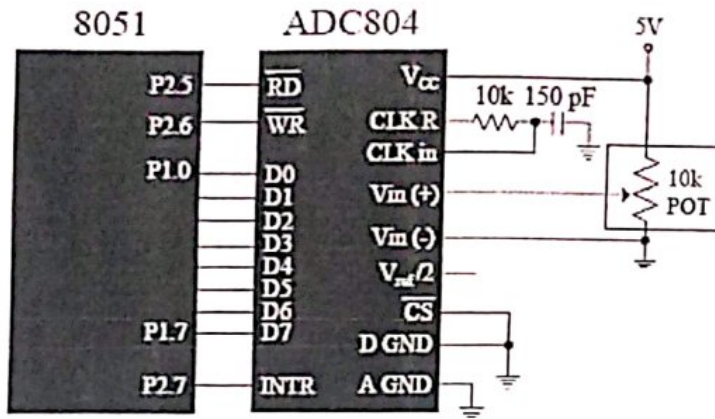 8051
ADC804
5V
P2.5
RD
Vcc
P2.6
WR
CLK R
10k 150 pF
CLK in
P1.0
D0
D1
Vin (+)
10k
POT
D2
D3
Vin (-)
D4
Vref/2
D5
D6
CS
P1.7
D7
D GND
P2.7
INTR
A GND